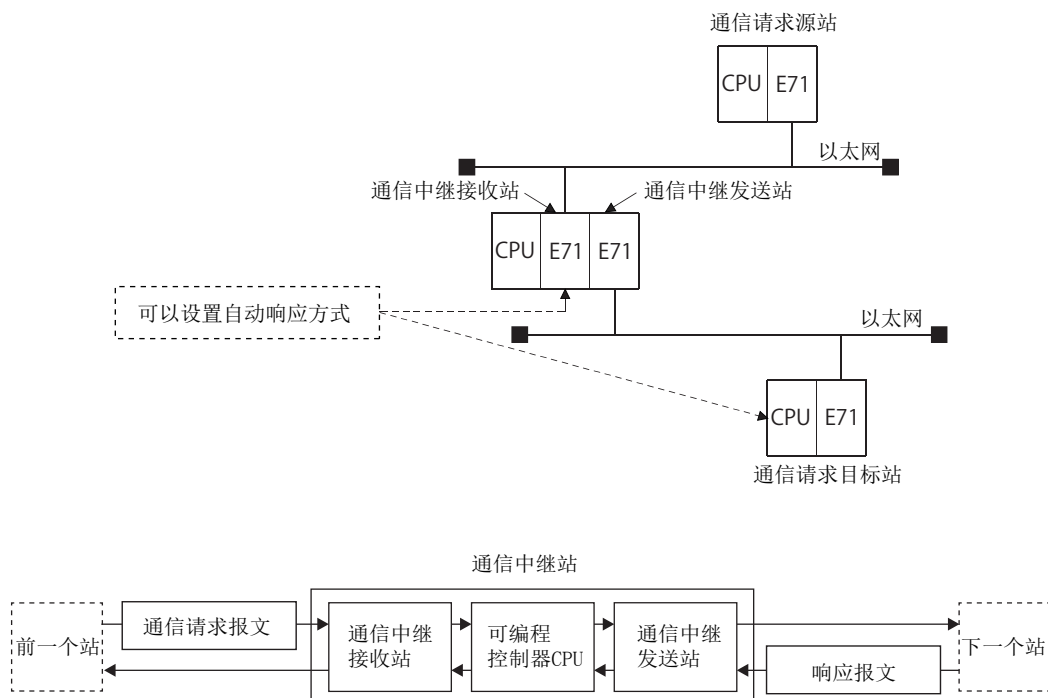 通信请求源站
CPU E71
以太网
通信中继接收站 通信中继发送站
CPU E71 E71
可以设置自动响应方式
以太网
CPU E71
通信请求目标站
通信中继站
前一个站
通信请求报文
通信中继
接收站
可编程
控制器CPU
通信中继
发送站
响应报文
下一个站